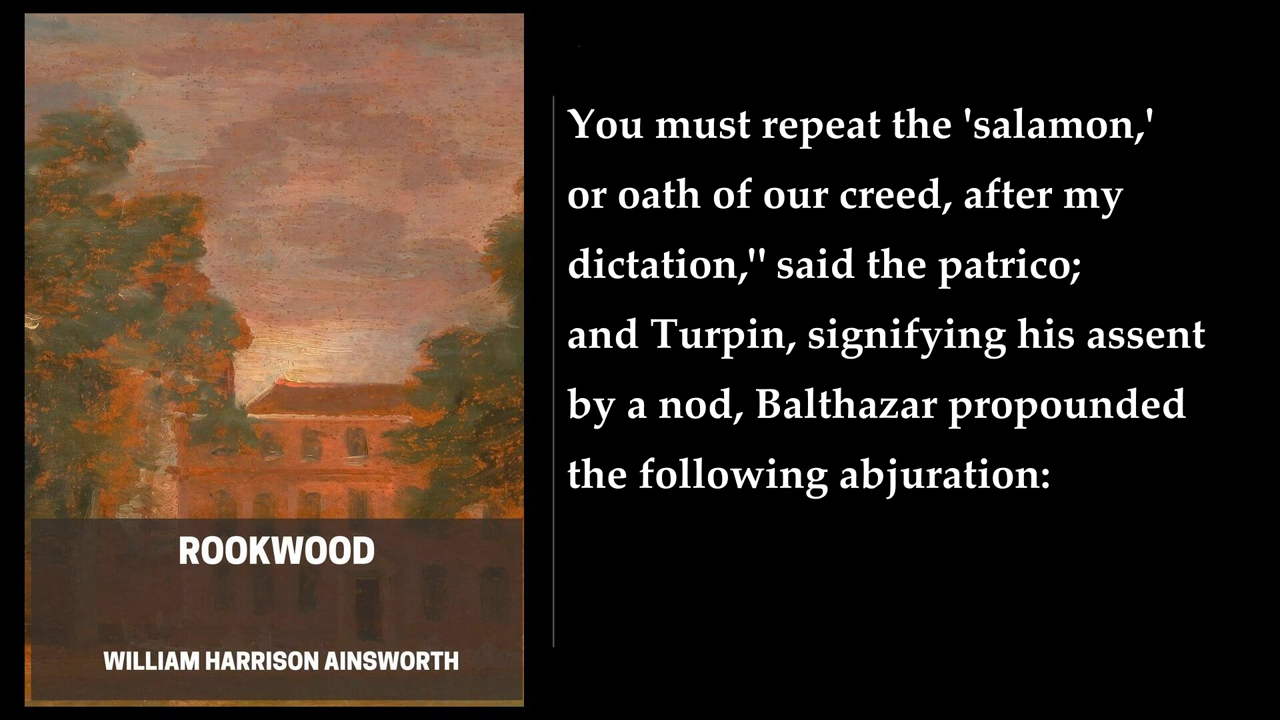 ROOKWOOD
WILLIAM HARRISON AINSWORTH
You must repeat the 'salamon,'
or oath of our creed, after my
dictation," said the patrico;
and Turpin, signifying his assent
by a nod, Balthazar propounded
the following abjuration: